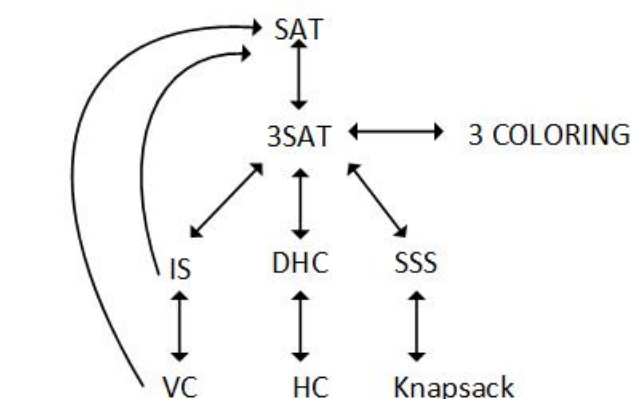 SAT
3SAT
3 COLORING
IS
DHC
SSS
VC
HC
Knapsack